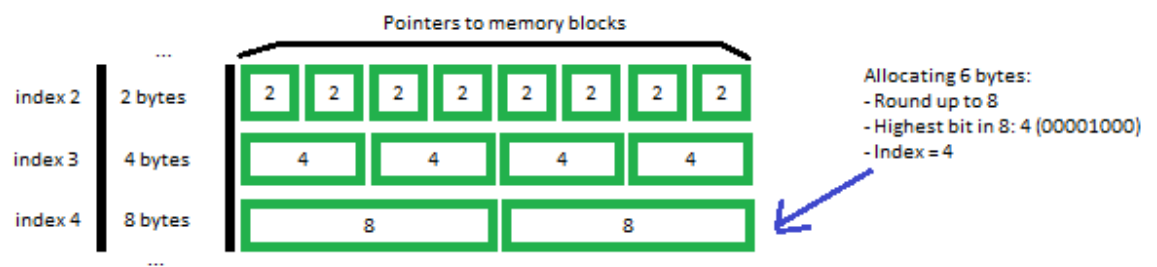 Pointers to memory blocks
...
index 2 2 bytes 2 2 2 2 2 2 2 2
index 3 4 bytes 4 4 4 4
index 4 8 bytes 8 8
...
Allocating 6 bytes:
- Round up to 8
- Highest bit in 8: 4 (00001000)
- Index = 4